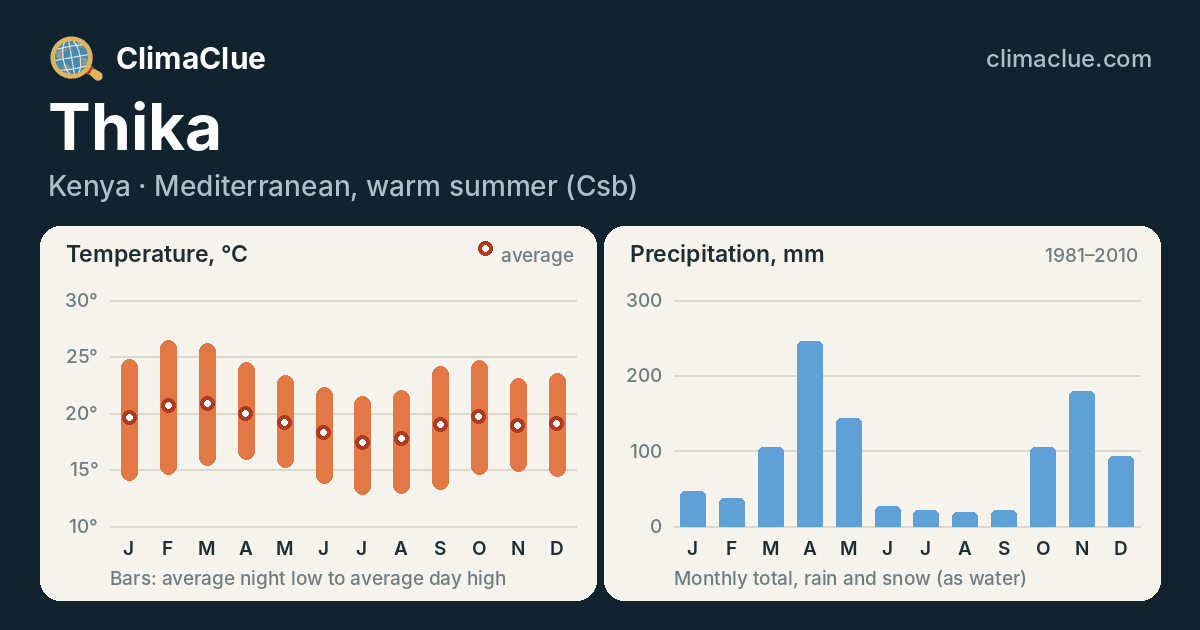 ClimaClue
climaclue.com
Thika
Kenya · Mediterranean, warm summer (Csb)
Temperature, °C
average
30°
25°
20°
15°
10°
J F M A M J J A S O N D
Bars: average night low to average day high
Precipitation, mm
1981–2010
300
200
100
0
J F M A M J J A S O N D
Monthly total, rain and snow (as water)